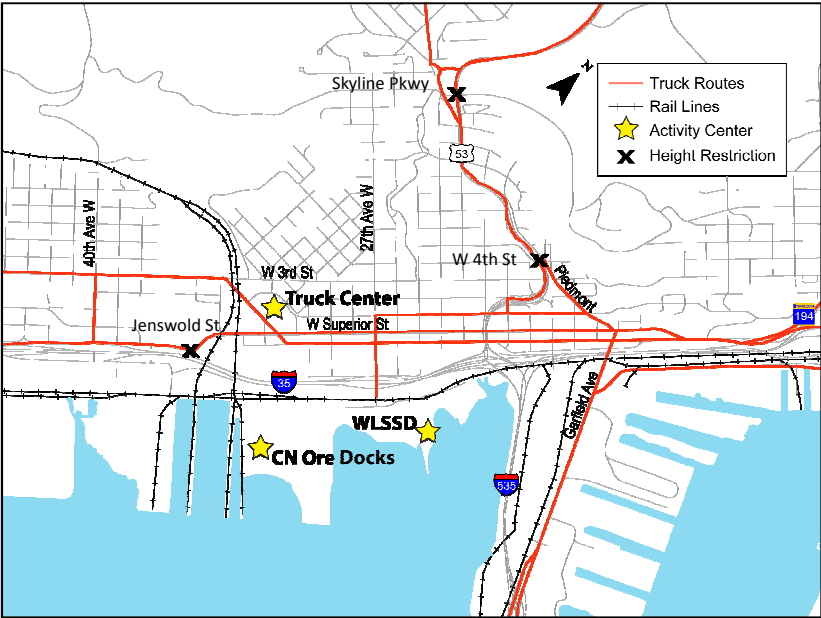 Skyline Pkwy
N
Truck Routes
Rail Lines
Activity Center
Height Restriction
53
40th Ave W
27th Ave W
W 4th St
W 3rd St
Piedmont
Truck Center
Jenswold St
W Superior St
194
35
Garfield Ave
WLSSD
CN Ore Docks
535